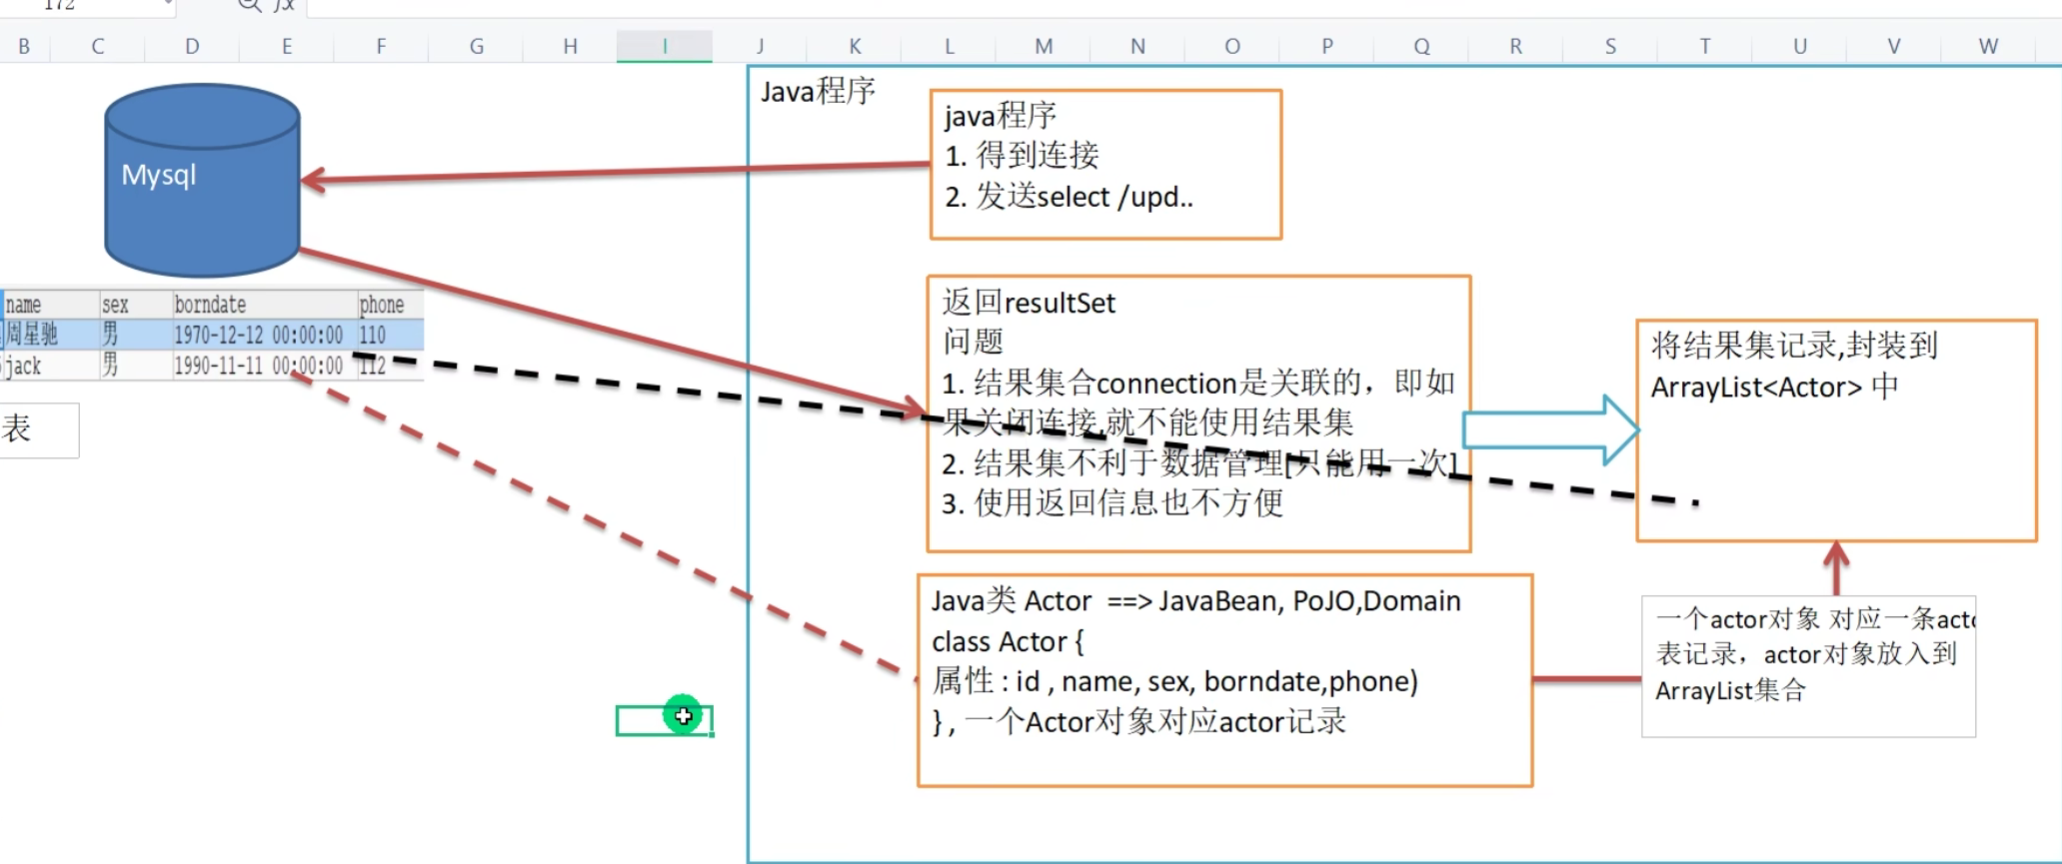 B C D E F G H I J K L M N O P Q R S T U V W
Java程序
java程序
1. 得到连接
2. 发送select /upd..
Mysql
name sex borndate phone
周星驰 男 1970-12-12 00:00:00 110
jack 男 1990-11-11 00:00:00 112
表
返回resultSet
问题
1. 结果集合connection是关联的，即如
果关闭连接,就不能使用结果集
2. 结果集不利于数据管理[只能用一次]
3. 使用返回信息也不方便
将结果集记录,封装到
ArrayList<Actor> 中
Java类 Actor ==> JavaBean, PoJO,Domain
class Actor {
属性 : id , name, sex, borndate,phone)
} , 一个Actor对象对应actor记录
一个actor对象 对应一条acto
表记录，actor对象放入到
ArrayList集合